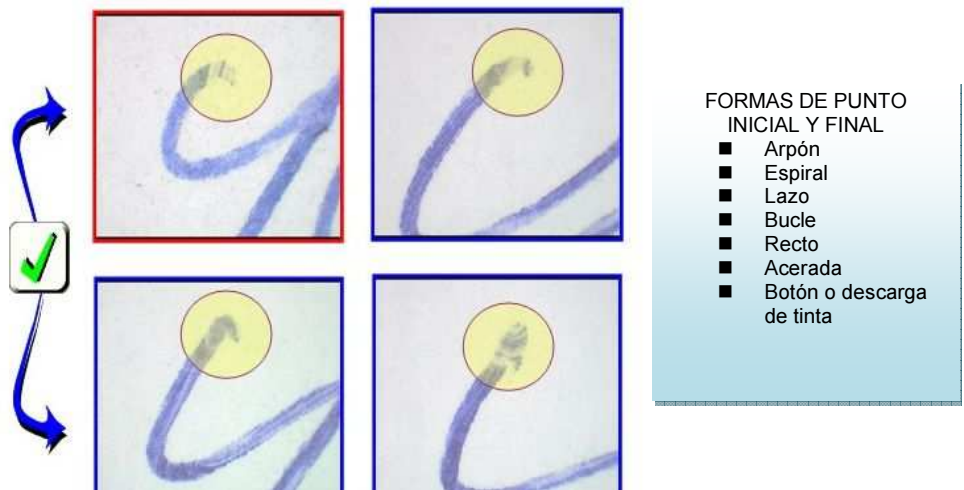 FORMAS DE PUNTO
INICIAL Y FINAL
■ Arpón
■ Espiral
■ Lazo
■ Bucle
■ Recto
■ Acerada
■ Botón o descarga
de tinta